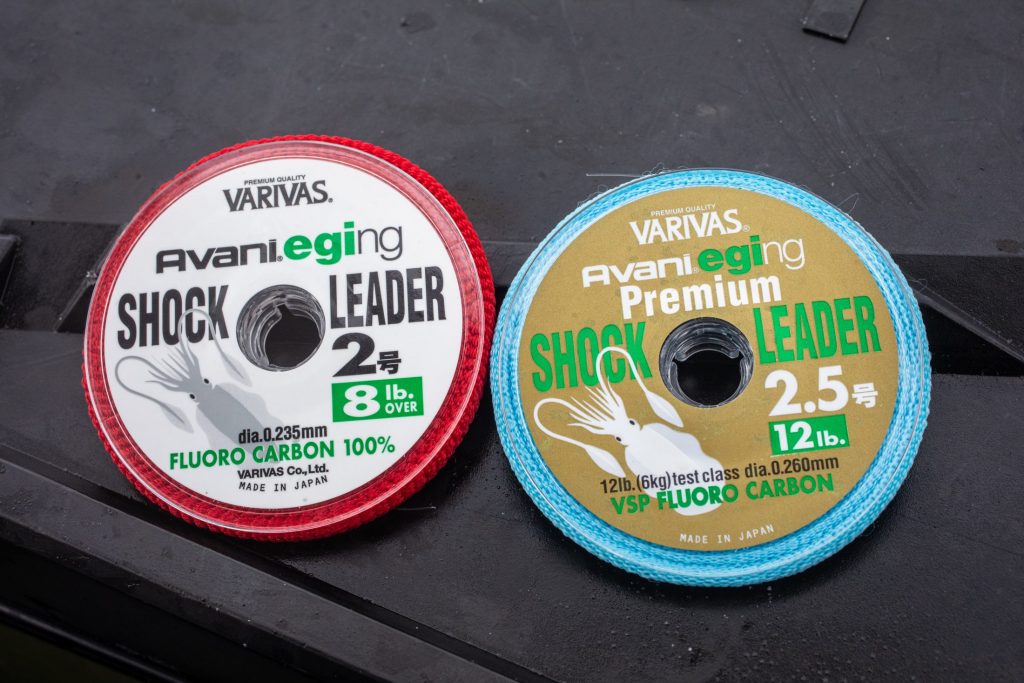 PREMIUM QUALITY
VARIVAS®
Avani® eging
SHOCK LEADER
2号
8 lb. OVER
dia.0.235mm
FLUORO CARBON 100%
VARIVAS Co.,Ltd.
MADE IN JAPAN
PREMIUM QUALITY
VARIVAS®
Avani® eging
Premium
SHOCK LEADER
2.5号
12 lb.
12lb.(6kg)test class dia.0.260mm
VSP FLUORO CARBON
MADE IN JAPAN